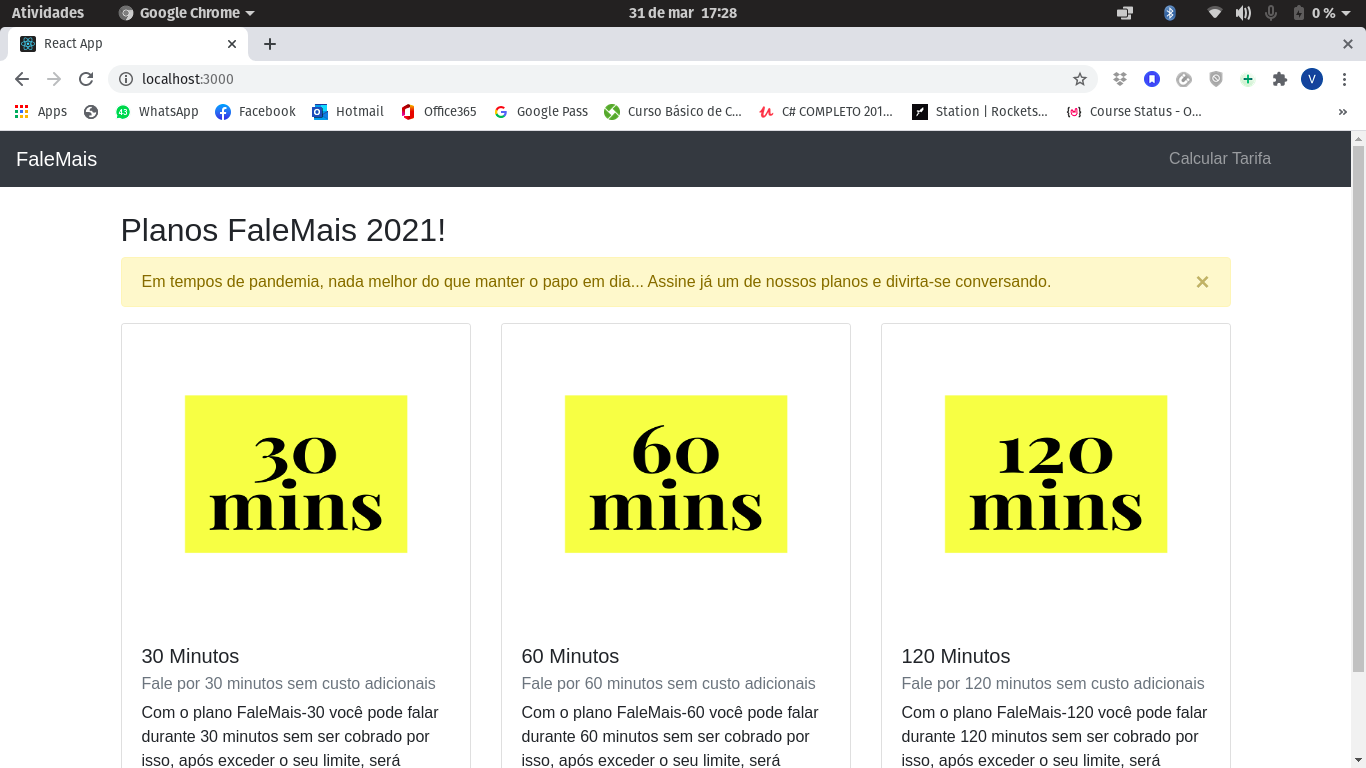 Atividades Google Chrome 31 de mar 17:28 0 %
React App
localhost:3000 V
Apps 43 WhatsApp Facebook Hotmail Office365 Google Pass Curso Básico de C... C# COMPLETO 201... Station | Rockets... Course Status - O... »
FaleMais Calcular Tarifa
Planos FaleMais 2021!
Em tempos de pandemia, nada melhor do que manter o papo em dia... Assine já um de nossos planos e divirta-se conversando. ×
30
mins
30 Minutos
Fale por 30 minutos sem custo adicionais
Com o plano FaleMais-30 você pode falar
durante 30 minutos sem ser cobrado por
isso, após exceder o seu limite, será
60
mins
60 Minutos
Fale por 60 minutos sem custo adicionais
Com o plano FaleMais-60 você pode falar
durante 60 minutos sem ser cobrado por
isso, após exceder o seu limite, será
120
mins
120 Minutos
Fale por 120 minutos sem custo adicionais
Com o plano FaleMais-120 você pode falar
durante 120 minutos sem ser cobrado por
isso, após exceder o seu limite, será